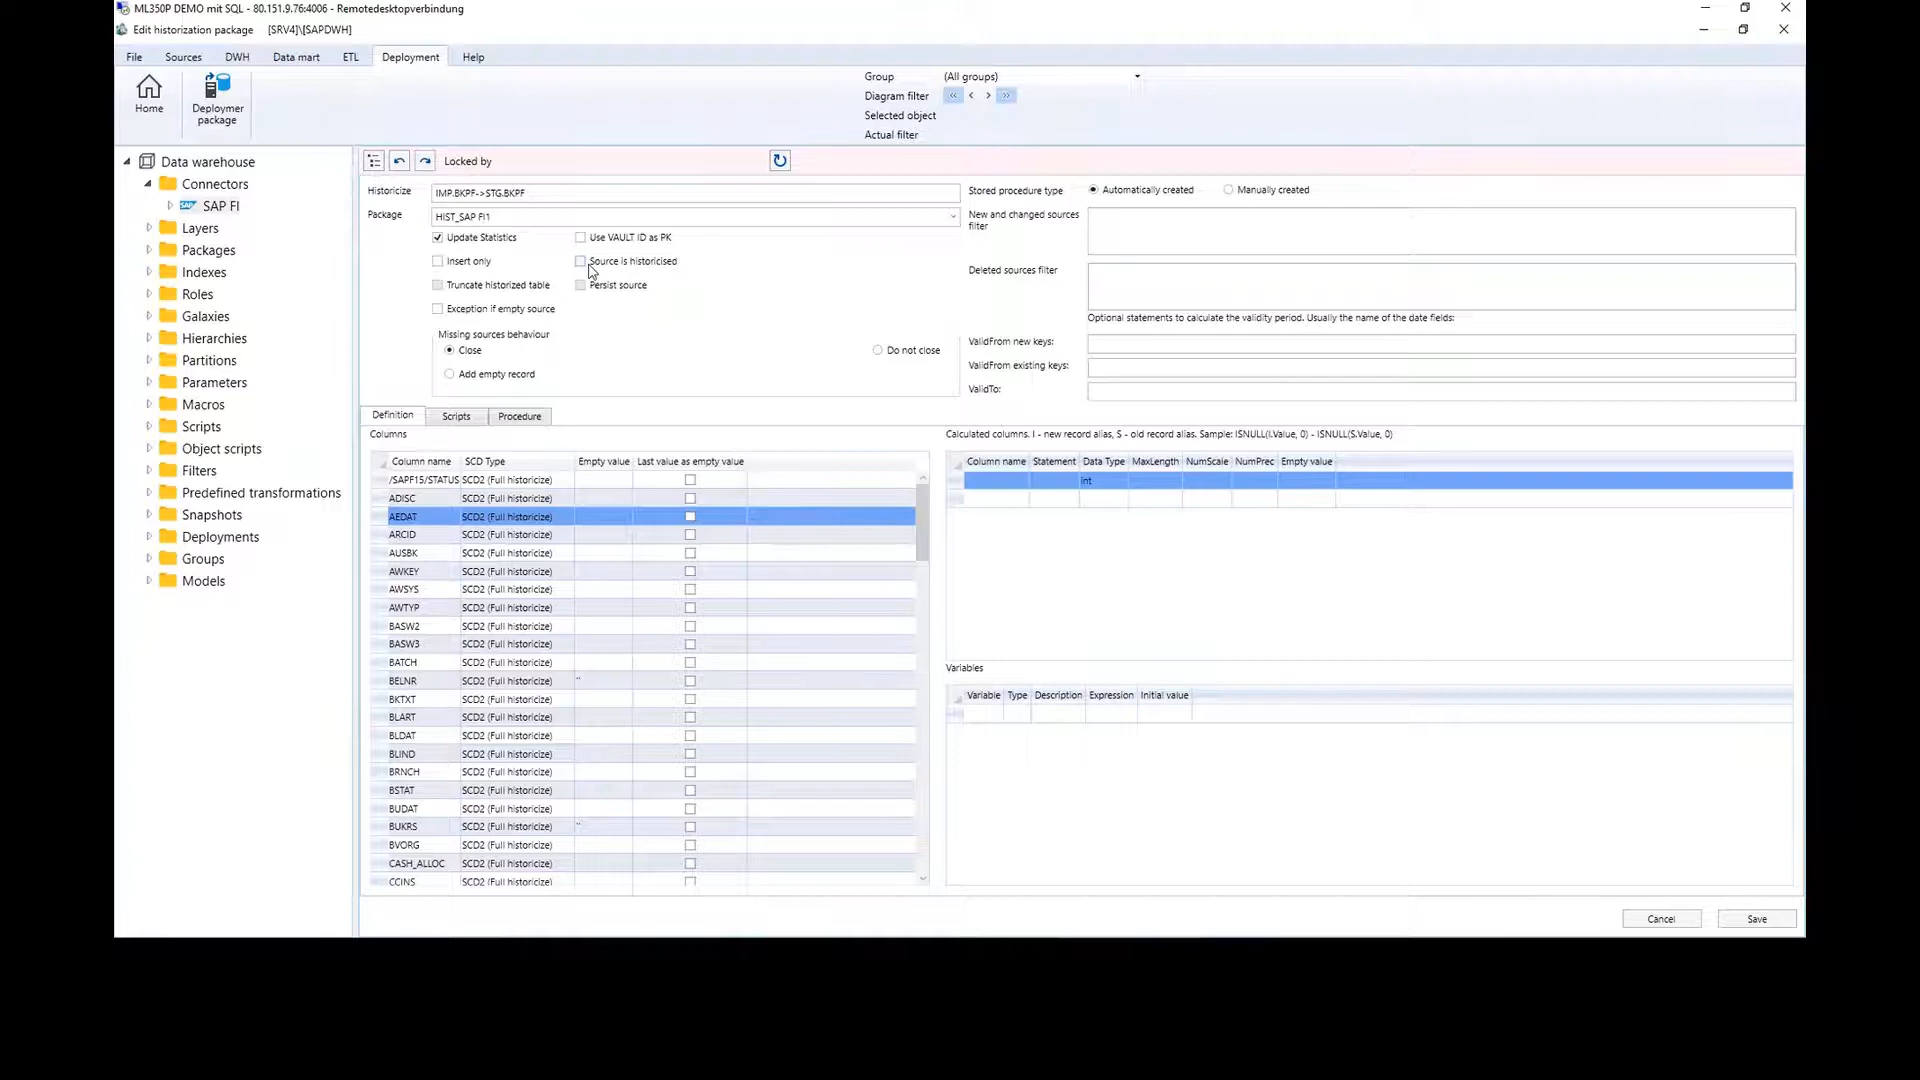 ML350P DEMO mit SQL - 80.151.9.76:4006 - Remotedesktopverbindung
Edit historization package [SRV4]\[SAPDWH]
File Sources DWH Data mart ETL Deployment Help
Home
Deploymer package
Group (All groups)
Diagram filter
Selected object
Actual filter
Data warehouse
Connectors
SAP FI
Layers
Packages
Indexes
Roles
Galaxies
Hierarchies
Partitions
Parameters
Macros
Scripts
Object scripts
Filters
Predefined transformations
Snapshots
Deployments
Groups
Models
Locked by
Historicize IMP.BKPF->STG.BKPF
Package HIST_SAP FI1
Update Statistics Use VAULT ID as PK
Insert only Source is historicised
Truncate historized table Persist source
Exception if empty source
Missing sources behaviour
Close Do not close
Add empty record
Stored procedure type Automatically created Manually created
New and changed sources filter
Deleted sources filter
Optional statements to calculate the validity period. Usually the name of the date fields:
ValidFrom new keys:
ValidFrom existing keys:
ValidTo:
Definition Scripts Procedure
Columns
Column name SCD Type Empty value Last value as empty value
/SAPF15/STATUS SCD2 (Full historicize)
ADISC SCD2 (Full historicize)
AEDAT SCD2 (Full historicize)
ARCID SCD2 (Full historicize)
AUSBK SCD2 (Full historicize)
AWKEY SCD2 (Full historicize)
AWSYS SCD2 (Full historicize)
AWTYP SCD2 (Full historicize)
BASW2 SCD2 (Full historicize)
BASW3 SCD2 (Full historicize)
BATCH SCD2 (Full historicize)
BELNR SCD2 (Full historicize) ''
BKTXT SCD2 (Full historicize)
BLART SCD2 (Full historicize)
BLDAT SCD2 (Full historicize)
BLIND SCD2 (Full historicize)
BRNCH SCD2 (Full historicize)
BSTAT SCD2 (Full historicize)
BUDAT SCD2 (Full historicize)
BUKRS SCD2 (Full historicize) ''
BVORG SCD2 (Full historicize)
CASH_ALLOC SCD2 (Full historicize)
CCINS SCD2 (Full historicize)
Calculated columns. I - new record alias, S - old record alias. Sample: ISNULL(I.Value, 0) - ISNULL(S.Value, 0)
Column name Statement Data Type MaxLength NumScale NumPrec Empty value
int
Variables
Variable Type Description Expression Initial value
Cancel Save